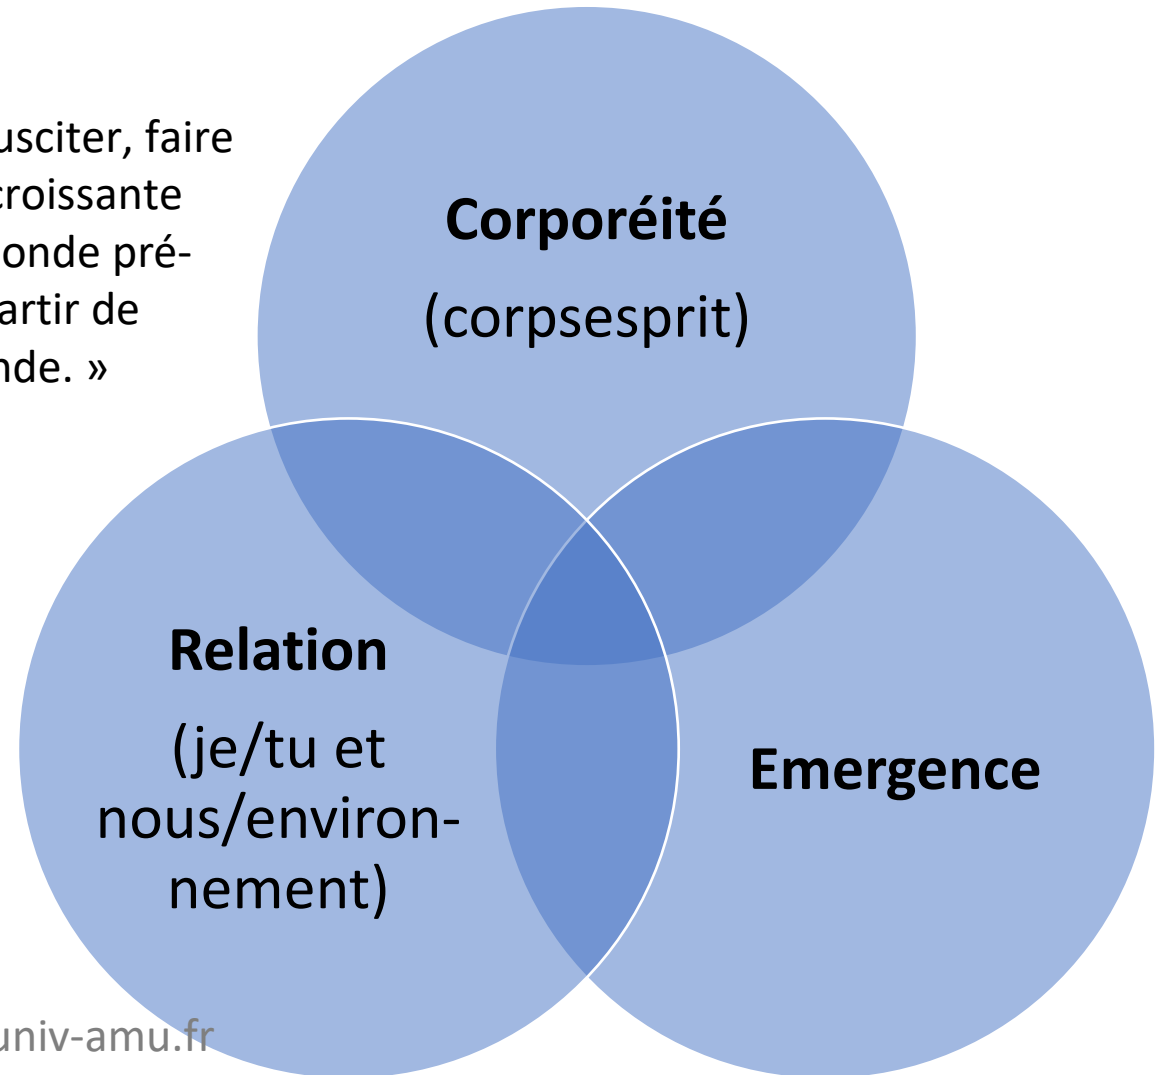 usciter, faire
croissante
onde pré-
artir de
nde. »
Corporéité
(corpsesprit)
Relation
(je/tu et
nous/environ-
nement)
Emergence
univ-amu.fr